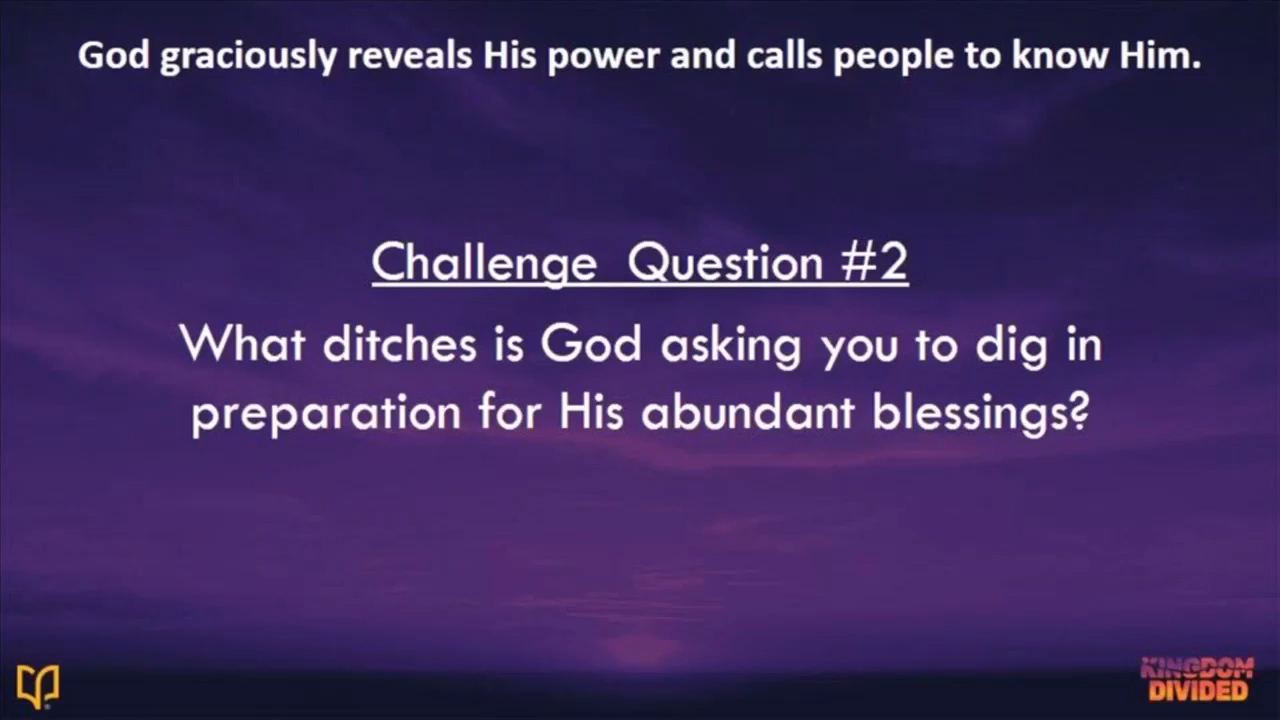 God graciously reveals His power and calls people to know Him.
Challenge Question #2
What ditches is God asking you to dig in
preparation for His abundant blessings?
KINGDOM
DIVIDED